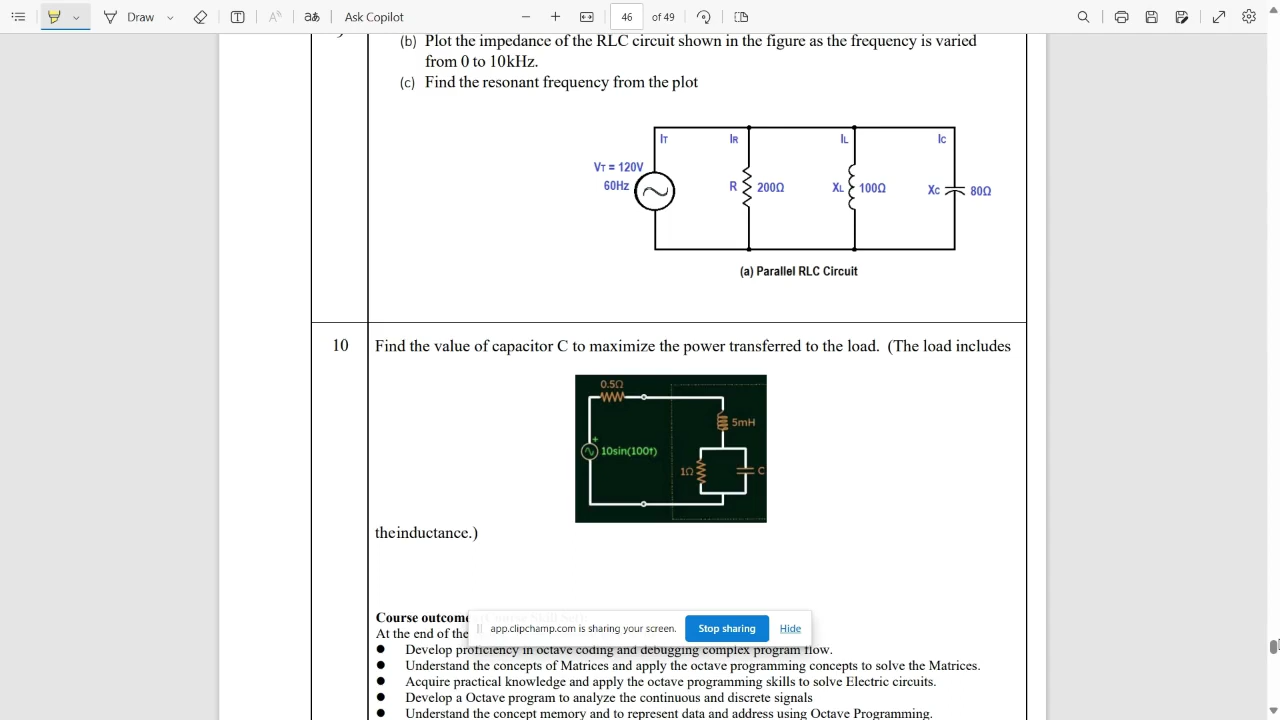 Draw
Ask Copilot
46 of 49
(b) Plot the impedance of the RLC circuit shown in the figure as the frequency is varied
from 0 to 10kHz.
(c) Find the resonant frequency from the plot
IT IR IL IC
VT = 120V
60Hz
R 200Ω XL 100Ω XC 80Ω
(a) Parallel RLC Circuit
10 Find the value of capacitor C to maximize the power transferred to the load. (The load includes
0.5Ω
5mH
+
10sin(100t)
1Ω C
theinductance.)
Course outcome
app.clipchamp.com is sharing your screen. Stop sharing Hide
At the end of the
● Develop proficiency in octave coding and debugging complex program flow.
● Understand the concepts of Matrices and apply the octave programming concepts to solve the Matrices.
● Acquire practical knowledge and apply the octave programming skills to solve Electric circuits.
● Develop a Octave program to analyze the continuous and discrete signals
● Understand the concept memory and to represent data and address using Octave Programming.